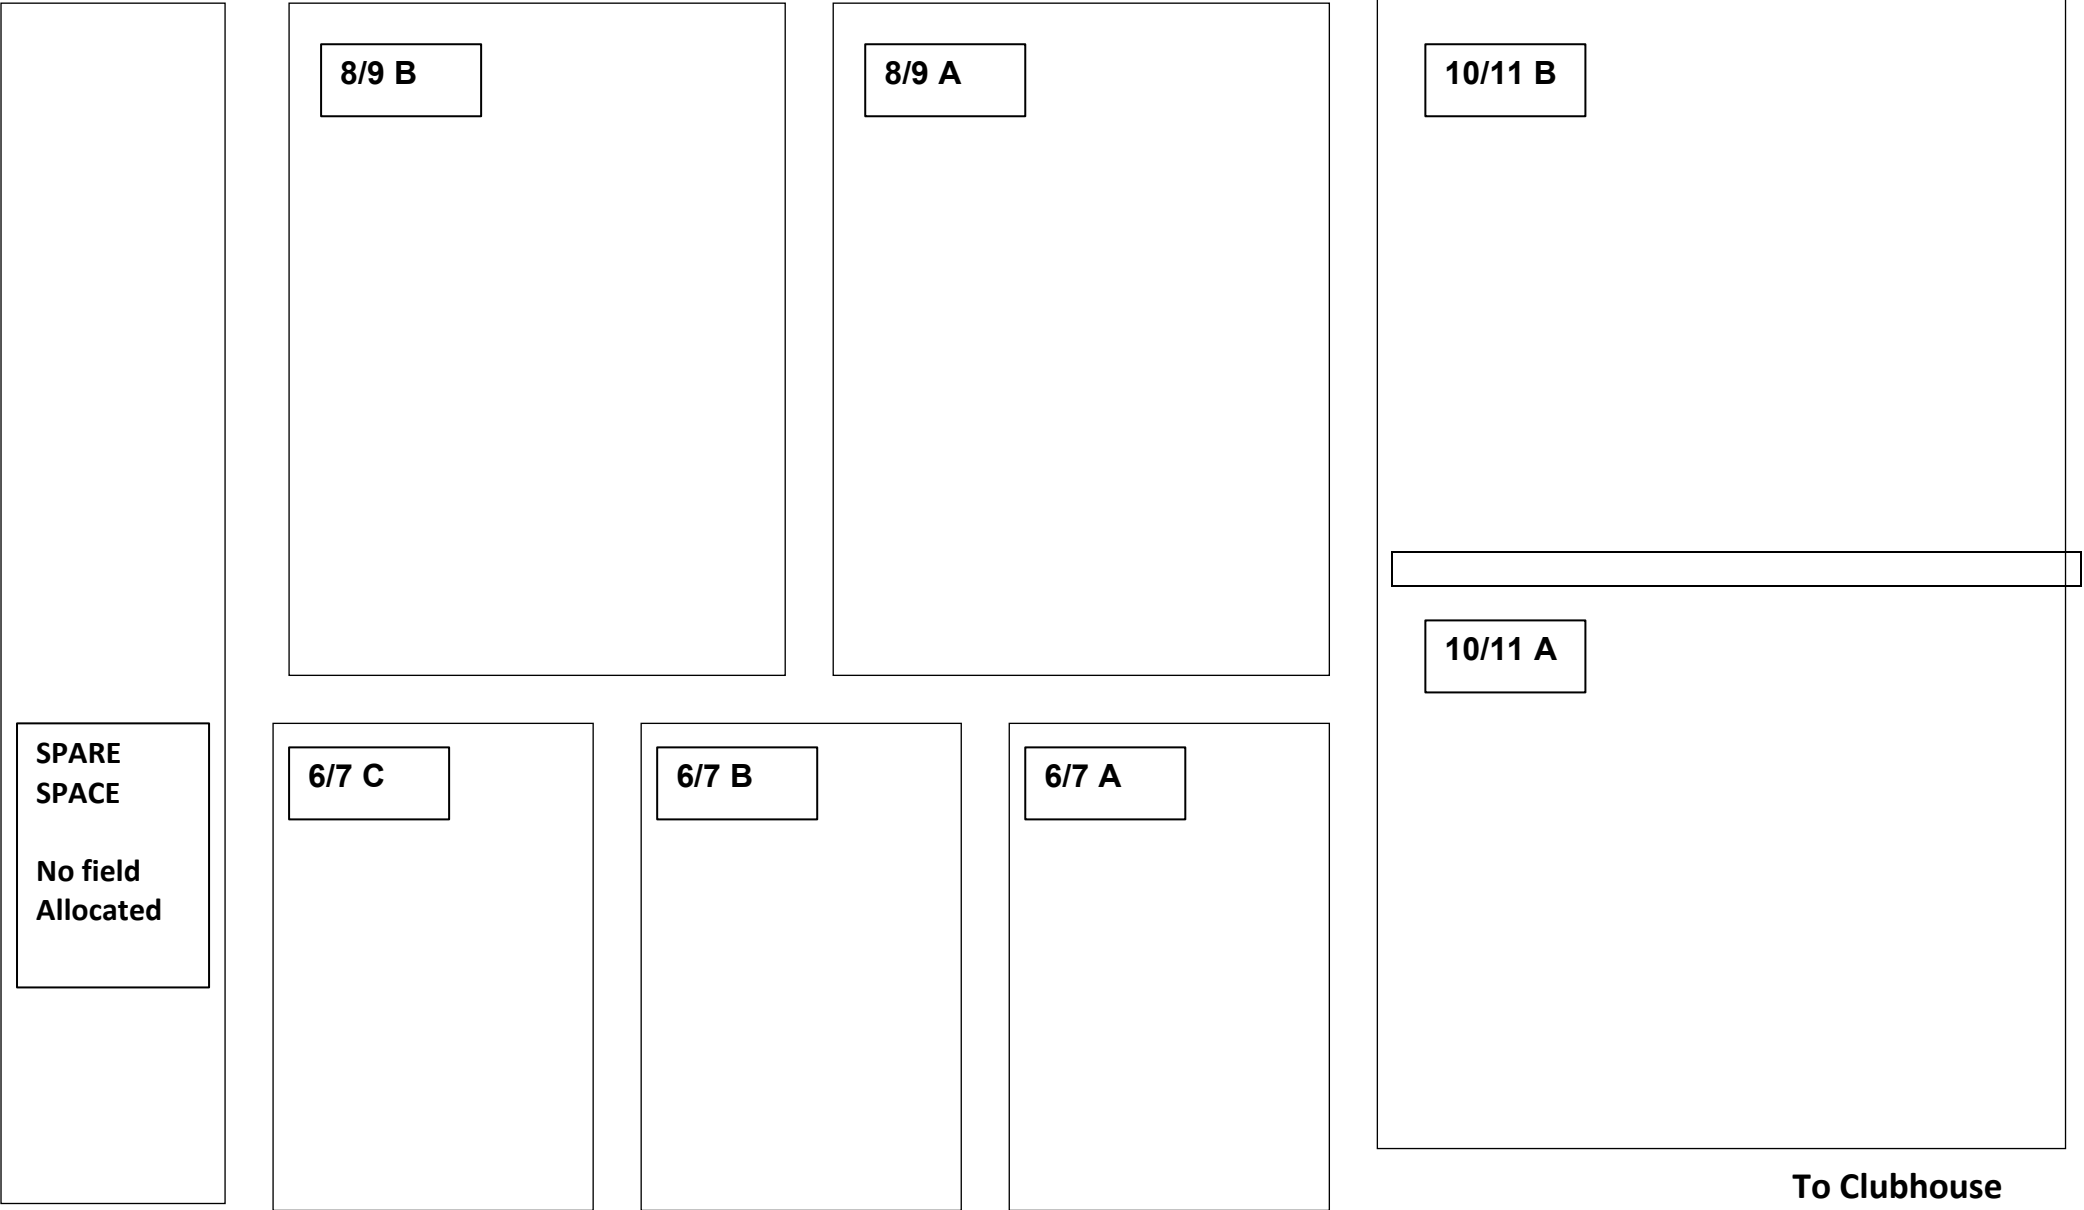 8/9 B
8/9 A
10/11 B
10/11 A
SPARE
SPACE
No field
Allocated
6/7 C
6/7 B
6/7 A
To Clubhouse